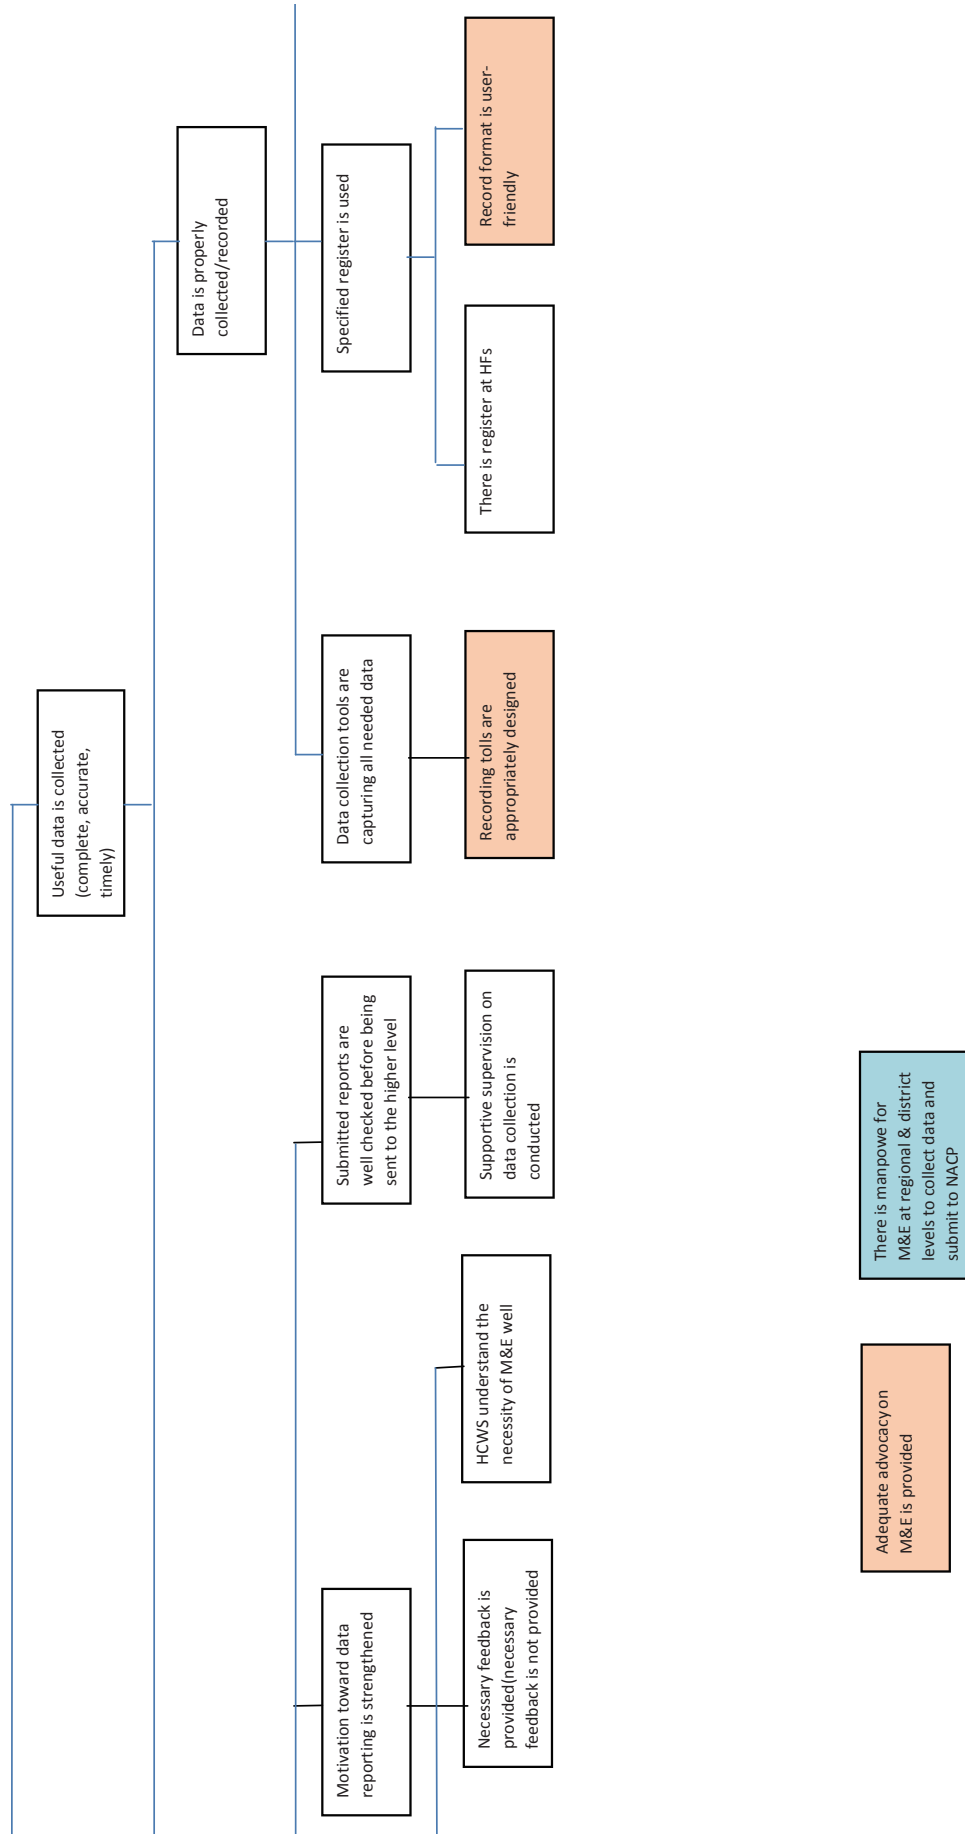 Useful data is collected
(complete, accurate,
timely)
Data is properly
collected/recorded
Motivation toward data
reporting is strengthened
Submitted reports are
well checked before being
sent to the higher level
Data collection tools are
capturing all needed data
Specified register is used
Necessary feedback is
provided(necessary
feedback is not provided
HCWS understand the
necessity of M&E well
Supportive supervision on
data collection is
conducted
Recording tolls are
appropriately designed
There is register at HFs
Record format is user-
friendly
Adequate advocacy on
M&E is provided
There is manpowe for
M&E at regional & district
levels to collect data and
submit to NACP